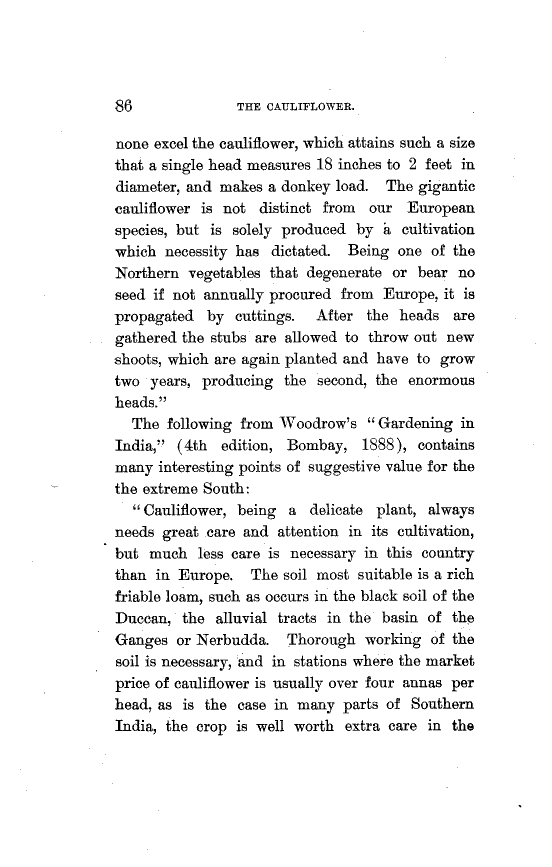 86 THE CAULIFLOWER.
none excel the cauliflower, which attains such a size
that a single head measures 18 inches to 2 feet in
diameter, and makes a donkey load. The gigantic
cauliflower is not distinct from our European
species, but is solely produced by a cultivation
which necessity has dictated. Being one of the
Northern vegetables that degenerate or bear no
seed if not annually procured from Europe, it is
propagated by cuttings. After the heads are
gathered the stubs are allowed to throw out new
shoots, which are again planted and have to grow
two years, producing the second, the enormous
heads.”
The following from Woodrow's “Gardening in
India,” (4th edition, Bombay, 1888), contains
many interesting points of suggestive value for the
the extreme South:
“Cauliflower, being a delicate plant, always
needs great care and attention in its cultivation,
but much less care is necessary in this country
than in Europe. The soil most suitable is a rich
friable loam, such as occurs in the black soil of the
Duccan, the alluvial tracts in the basin of the
Ganges or Nerbudda. Thorough working of the
soil is necessary, and in stations where the market
price of cauliflower is usually over four annas per
head, as is the case in many parts of Southern
India, the crop is well worth extra care in the